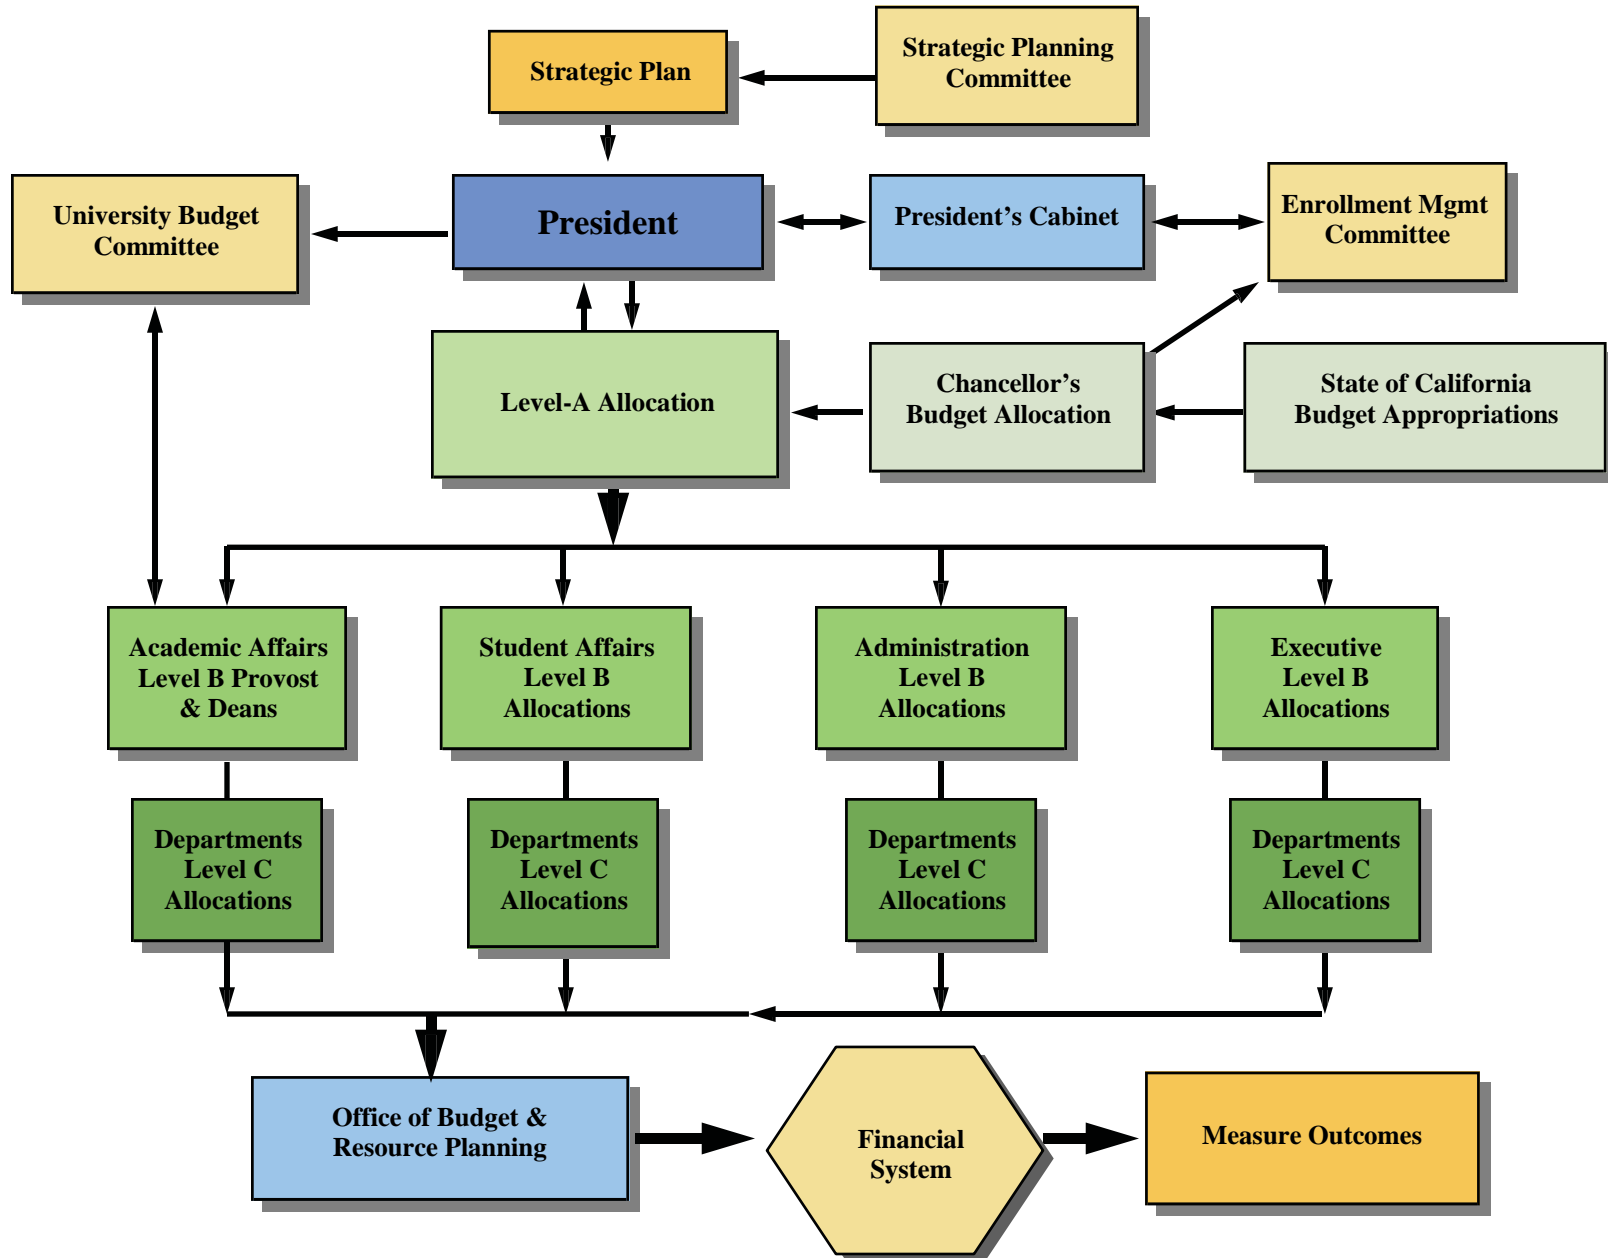 Strategic Plan
Strategic Planning
Committee
University Budget
Committee
President
President's Cabinet
Enrollment Mgmt
Committee
Level-A Allocation
Chancellor's
Budget Allocation
State of California
Budget Appropriations
Academic Affairs
Level B Provost
& Deans
Student Affairs
Level B
Allocations
Administration
Level B
Allocations
Executive
Level B
Allocations
Departments
Level C
Allocations
Departments
Level C
Allocations
Departments
Level C
Allocations
Departments
Level C
Allocations
Office of Budget &
Resource Planning
Financial
System
Measure Outcomes